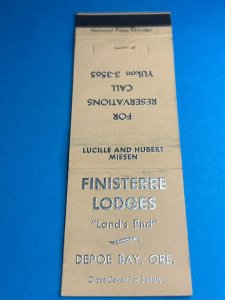 National Press, Chicago
FOR
RESERVATIONS
CALL
YUkon 3-3565
LUCILLE AND HUBERT
MIESEN
FINISTERRE
LODGES
"Land's End"
DEPOE BAY, ORE.
Close Cover for Safety